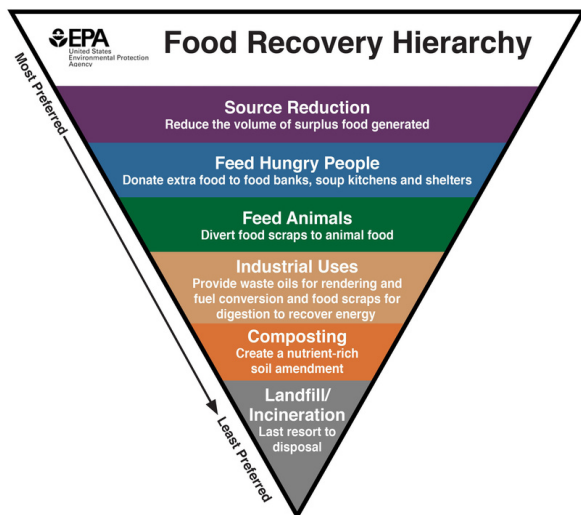 EPA
United States
Environmental Protection
Agency
Food Recovery Hierarchy
Most Preferred
Source Reduction
Reduce the volume of surplus food generated
Feed Hungry People
Donate extra food to food banks, soup kitchens and shelters
Feed Animals
Divert food scraps to animal food
Industrial Uses
Provide waste oils for rendering and
fuel conversion and food scraps for
digestion to recover energy
Composting
Create a nutrient-rich
soil amendment
Landfill/
Incineration
Last resort to
disposal
Least Preferred